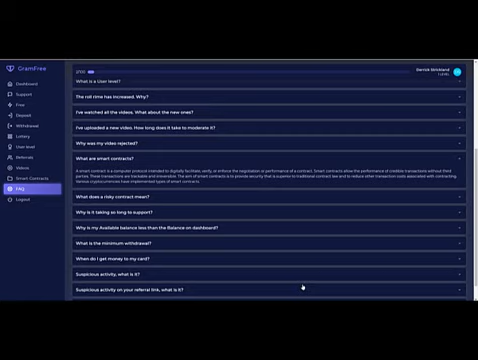 GramFree
Derrick Strickland
Dashboard
What is a User level?
Support
Free
The roll time has increased. Why?
Deposit
I've watched all the videos. What about the new ones?
Withdrawal
I've uploaded a new video. How long does it take to moderate it?
Lottery
User level
Why was my video rejected?
Referrals
What are smart contracts?
Videos
A smart contract is a computer protocol intended to digitally facilitate, verify, or enforce the negotiation or performance of a contract. Smart contracts allow the performance of credible transactions without third
parties. These transactions are trackable and irreversible. The aim of smart contracts is to provide security that is superior to traditional contract law and to reduce other transaction costs associated with contracting.
Various cryptocurrencies have implemented types of smart contracts.
Smart Contracts
FAQ
What does a risky contract mean?
Logout
Why is it taking so long to support?
Why is my Available balance less than the Balance on dashboard?
What is the minimum withdrawal?
When do I get money to my card?
Suspicious activity, what is it?
Suspicious activity on your referral link, what is it?